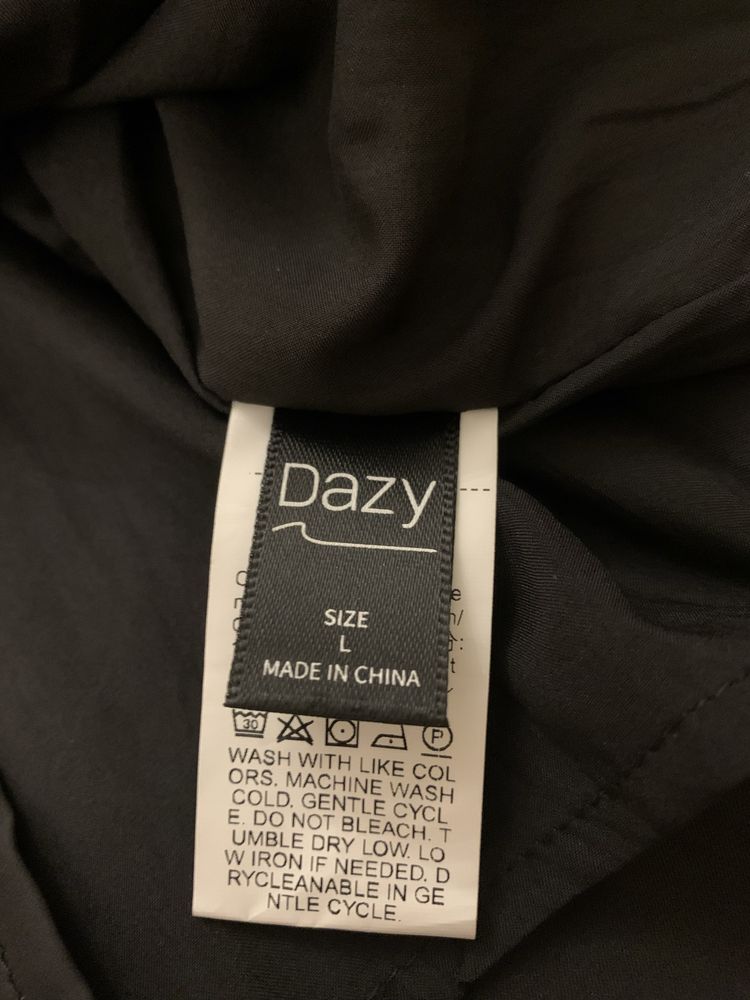 Dazy
SIZE
L
MADE IN CHINA
30
P
WASH WITH LIKE COL
ORS. MACHINE WASH
COLD. GENTLE CYCL
E. DO NOT BLEACH. T
UMBLE DRY LOW. LO
W IRON IF NEEDED. D
RYCLEANABLE IN GE
NTLE CYCLE.